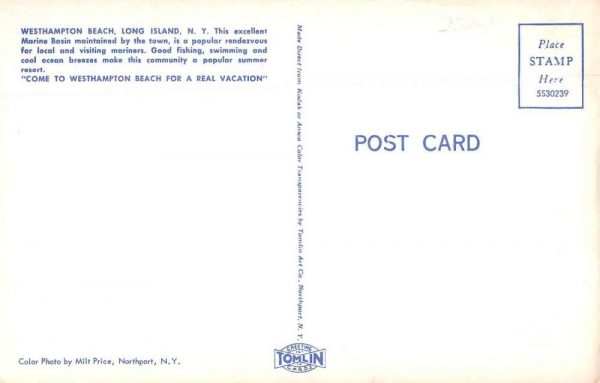 WESTHAMPTON BEACH, LONG ISLAND, N. Y. This excellent
Marine Basin maintained by the town, is a popular rendezvous
for local and visiting mariners. Good fishing, swimming and
cool ocean breezes make this community a popular summer
resort.
"COME TO WESTHAMPTON BEACH FOR A REAL VACATION"
Color Photo by Milt Price, Northport, N.Y.
Made Direct from Kodak or Ansco Color Transparencies by Tomlin Art Co., Northport, N. Y.
GREETING
TOMLIN
CARDS
Place
STAMP
Here
5S30239
POST CARD